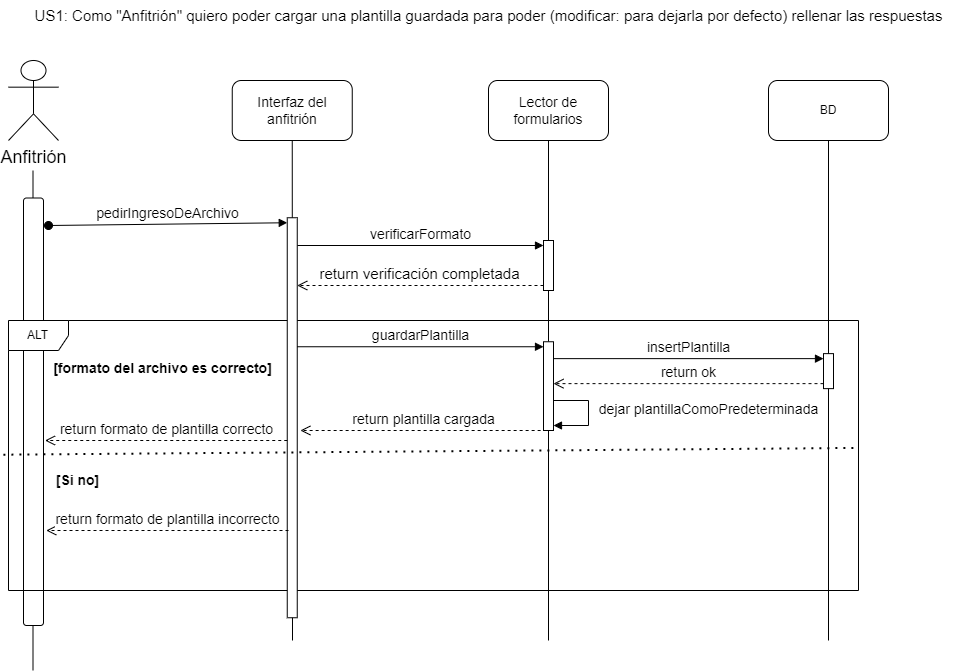 US1: Como "Anfitrión" quiero poder cargar una plantilla guardada para poder (modificar: para dejarla por defecto) rellenar las respuestas
Interfaz del
anfitrión
Lector de
formularios
BD
Anfitrión
pedirIngresoDeArchivo
verificarFormato
return verificación completada
ALT
guardarPlantilla
insertPlantilla
[formato del archivo es correcto]
return ok
dejar plantillaComoPredeterminada
return plantilla cargada
return formato de plantilla correcto
[Si no]
return formato de plantilla incorrecto